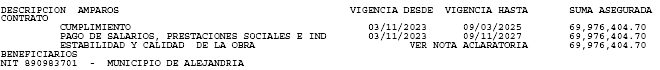 DESCRIPCION AMPAROS VIGENCIA DESDE VIGENCIA HASTA SUMA ASEGURADA
CONTRATO
CUMPLIMIENTO 03/11/2023 09/03/2025 69,976,404.70
PAGO DE SALARIOS, PRESTACIONES SOCIALES E IND 03/11/2023 09/11/2027 69,976,404.70
ESTABILIDAD Y CALIDAD DE LA OBRA VER NOTA ACLARATORIA 69,976,404.70
BENEFICIARIOS
NIT 890983701 - MUNICIPIO DE ALEJANDRIA